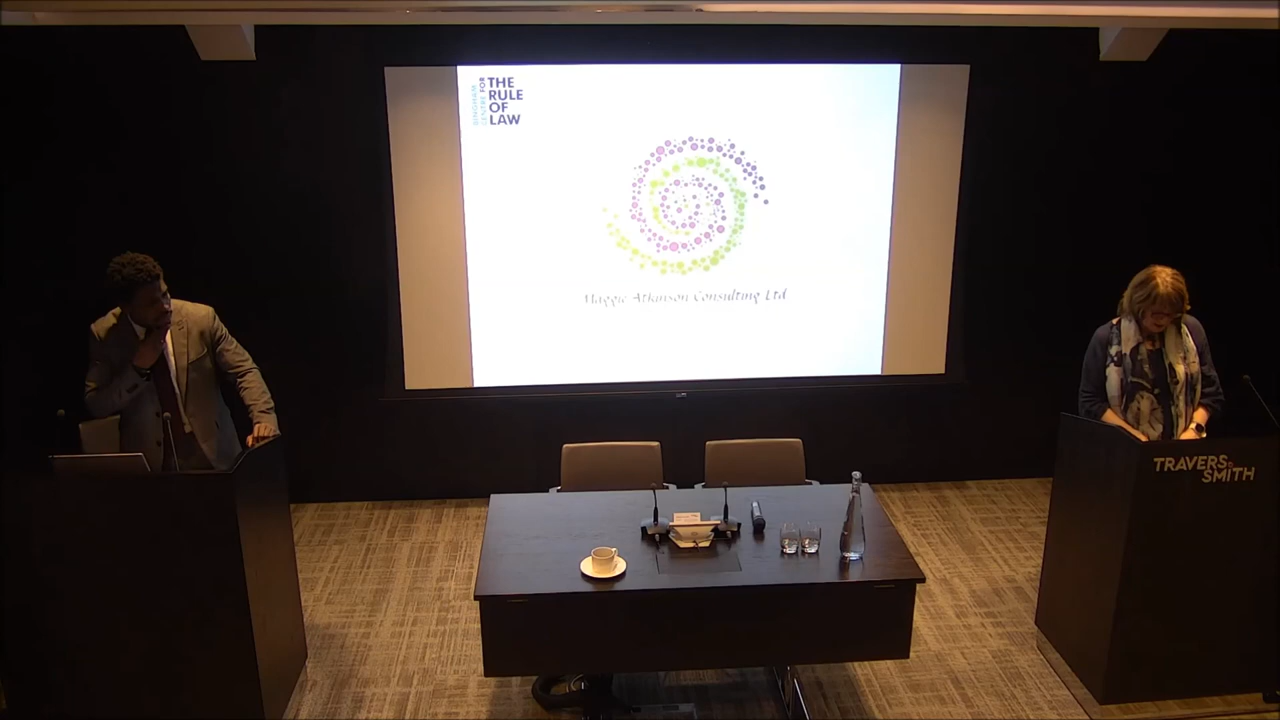 BINGHAM
CENTRE FOR
THE
RULE
OF
LAW
Maggie Atkinson Consulting Ltd
TRAVERS
SMITH